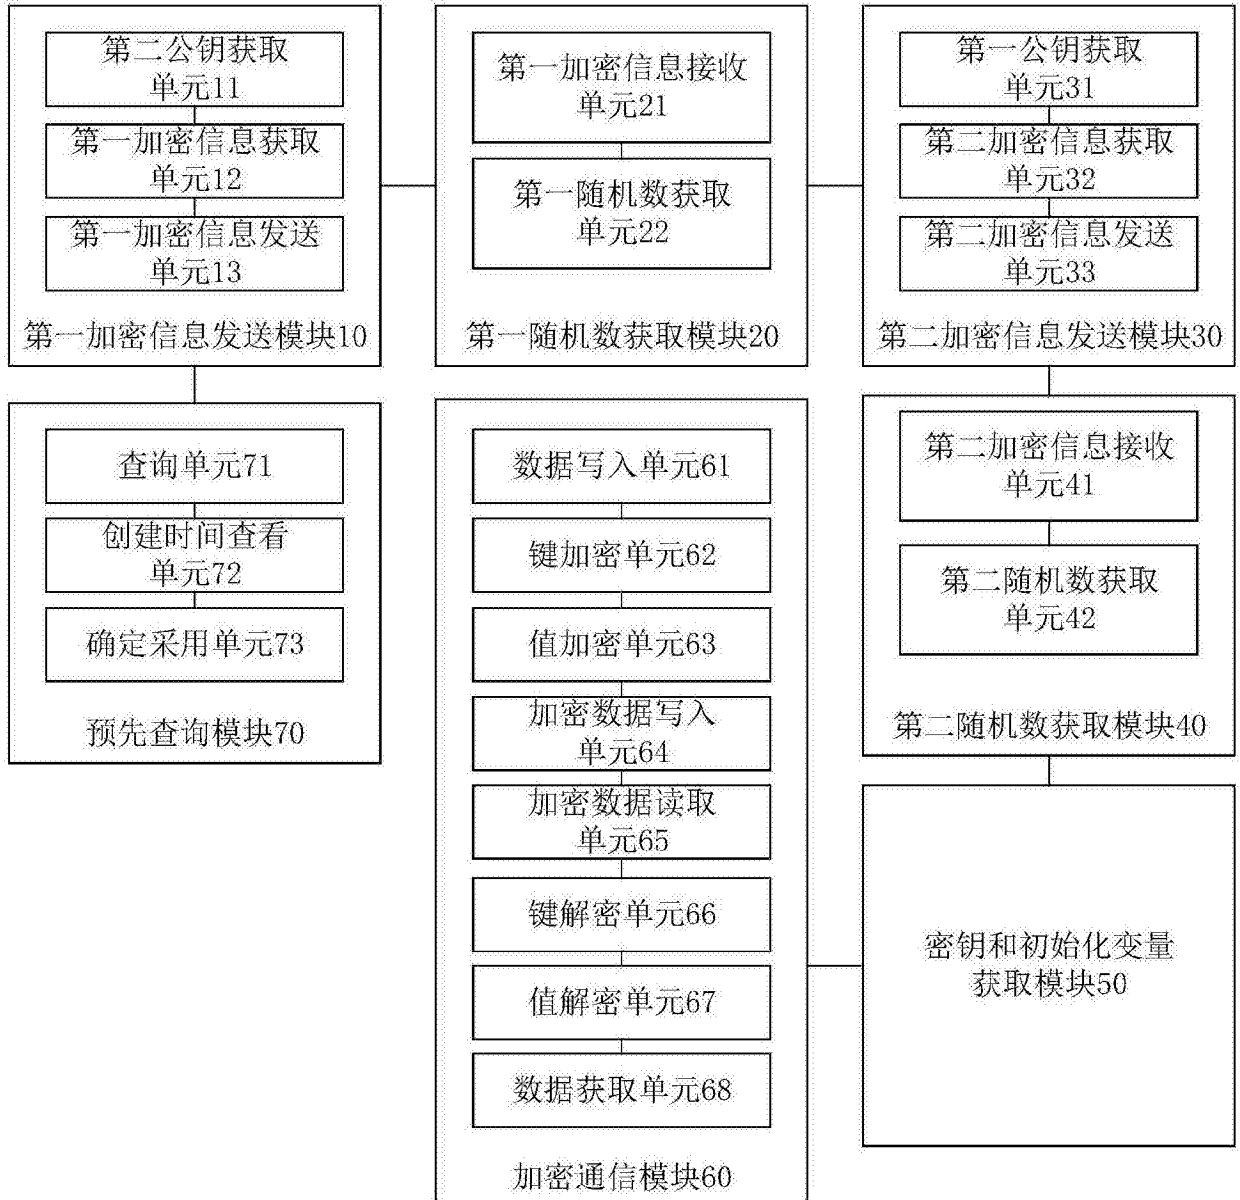 第二公钥获取
单元11
第一加密信息获取
单元12
第一加密信息发送
单元13
第一加密信息发送模块10
第一加密信息接收
单元21
第一随机数获取
单元22
第一随机数获取模块20
第一公钥获取
单元31
第二加密信息获取
单元32
第二加密信息发送
单元33
第二加密信息发送模块30
查询单元71
创建时间查看
单元72
确定采用单元73
预先查询模块70
数据写入单元61
键加密单元62
值加密单元63
加密数据写入
单元64
加密数据读取
单元65
键解密单元66
值解密单元67
数据获取单元68
加密通信模块60
第二加密信息接收
单元41
第二随机数获取
单元42
第二随机数获取模块40
密钥和初始化变量
获取模块50